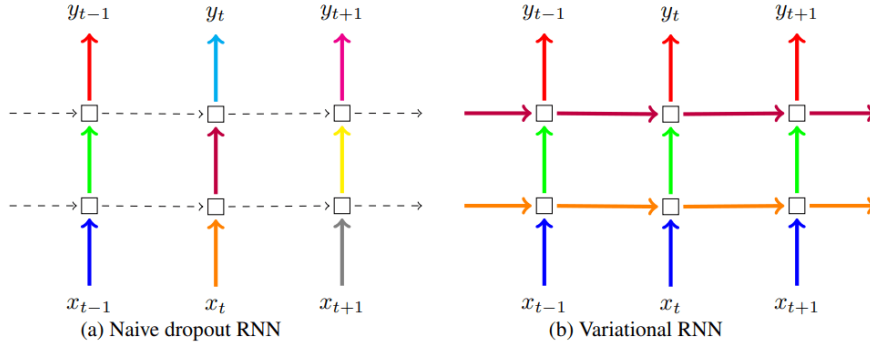 y_{t−1} y_t y_{t+1} y_{t−1} y_t y_{t+1}
x_{t−1} x_t x_{t+1} x_{t−1} x_t x_{t+1}
(a) Naive dropout RNN (b) Variational RNN